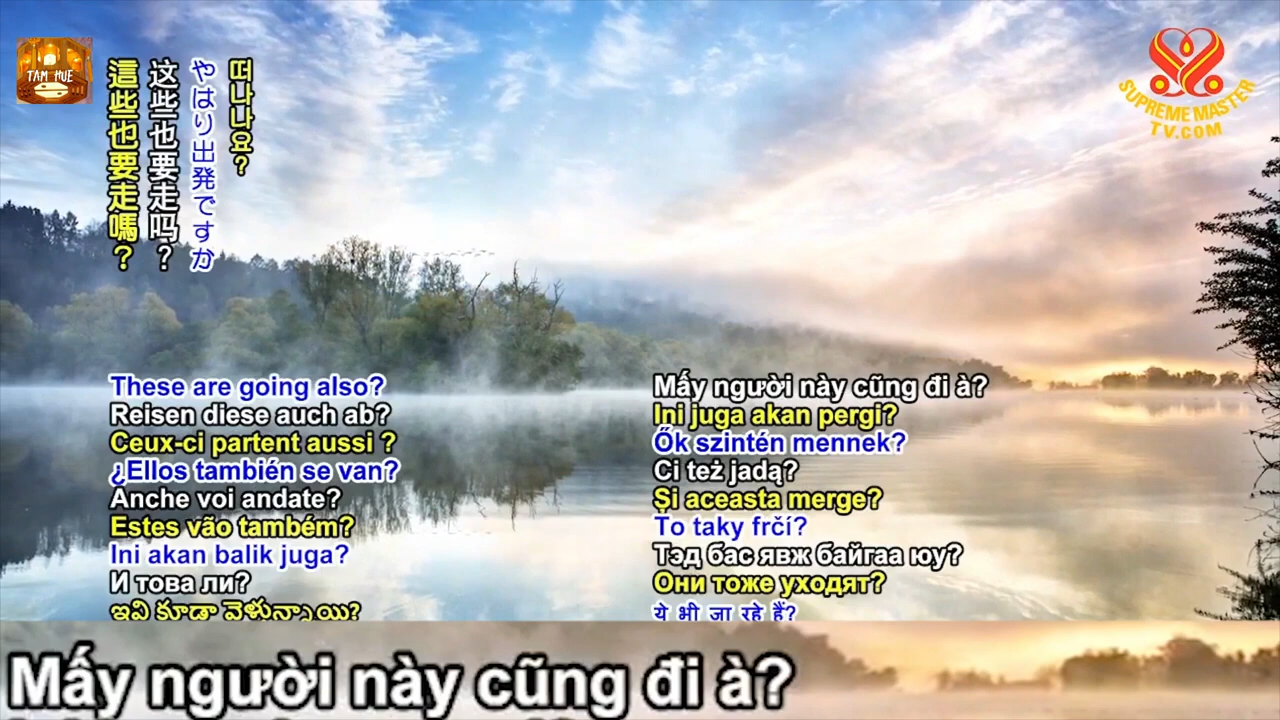 TAM HUE
SUPREME MASTER
TV.COM
떠나나요?
やはり出発ですか
这些也要走吗？
這些也要走嗎？
These are going also?
Reisen diese auch ab?
Ceux-ci partent aussi ?
¿Ellos también se van?
Anche voi andate?
Estes vão também?
Ini akan balik juga?
И това ли?
ఇవి కూడా వెళుతున్నాయి?
Mấy người này cũng đi à?
Ini juga akan pergi?
Ők szintén mennek?
Ci też jadą?
Și aceasta merge?
To taky frčí?
Тэд бас явж байгаа юу?
Они тоже уходят?
ये भी जा रहे हैं?
Mấy người này cũng đi à?